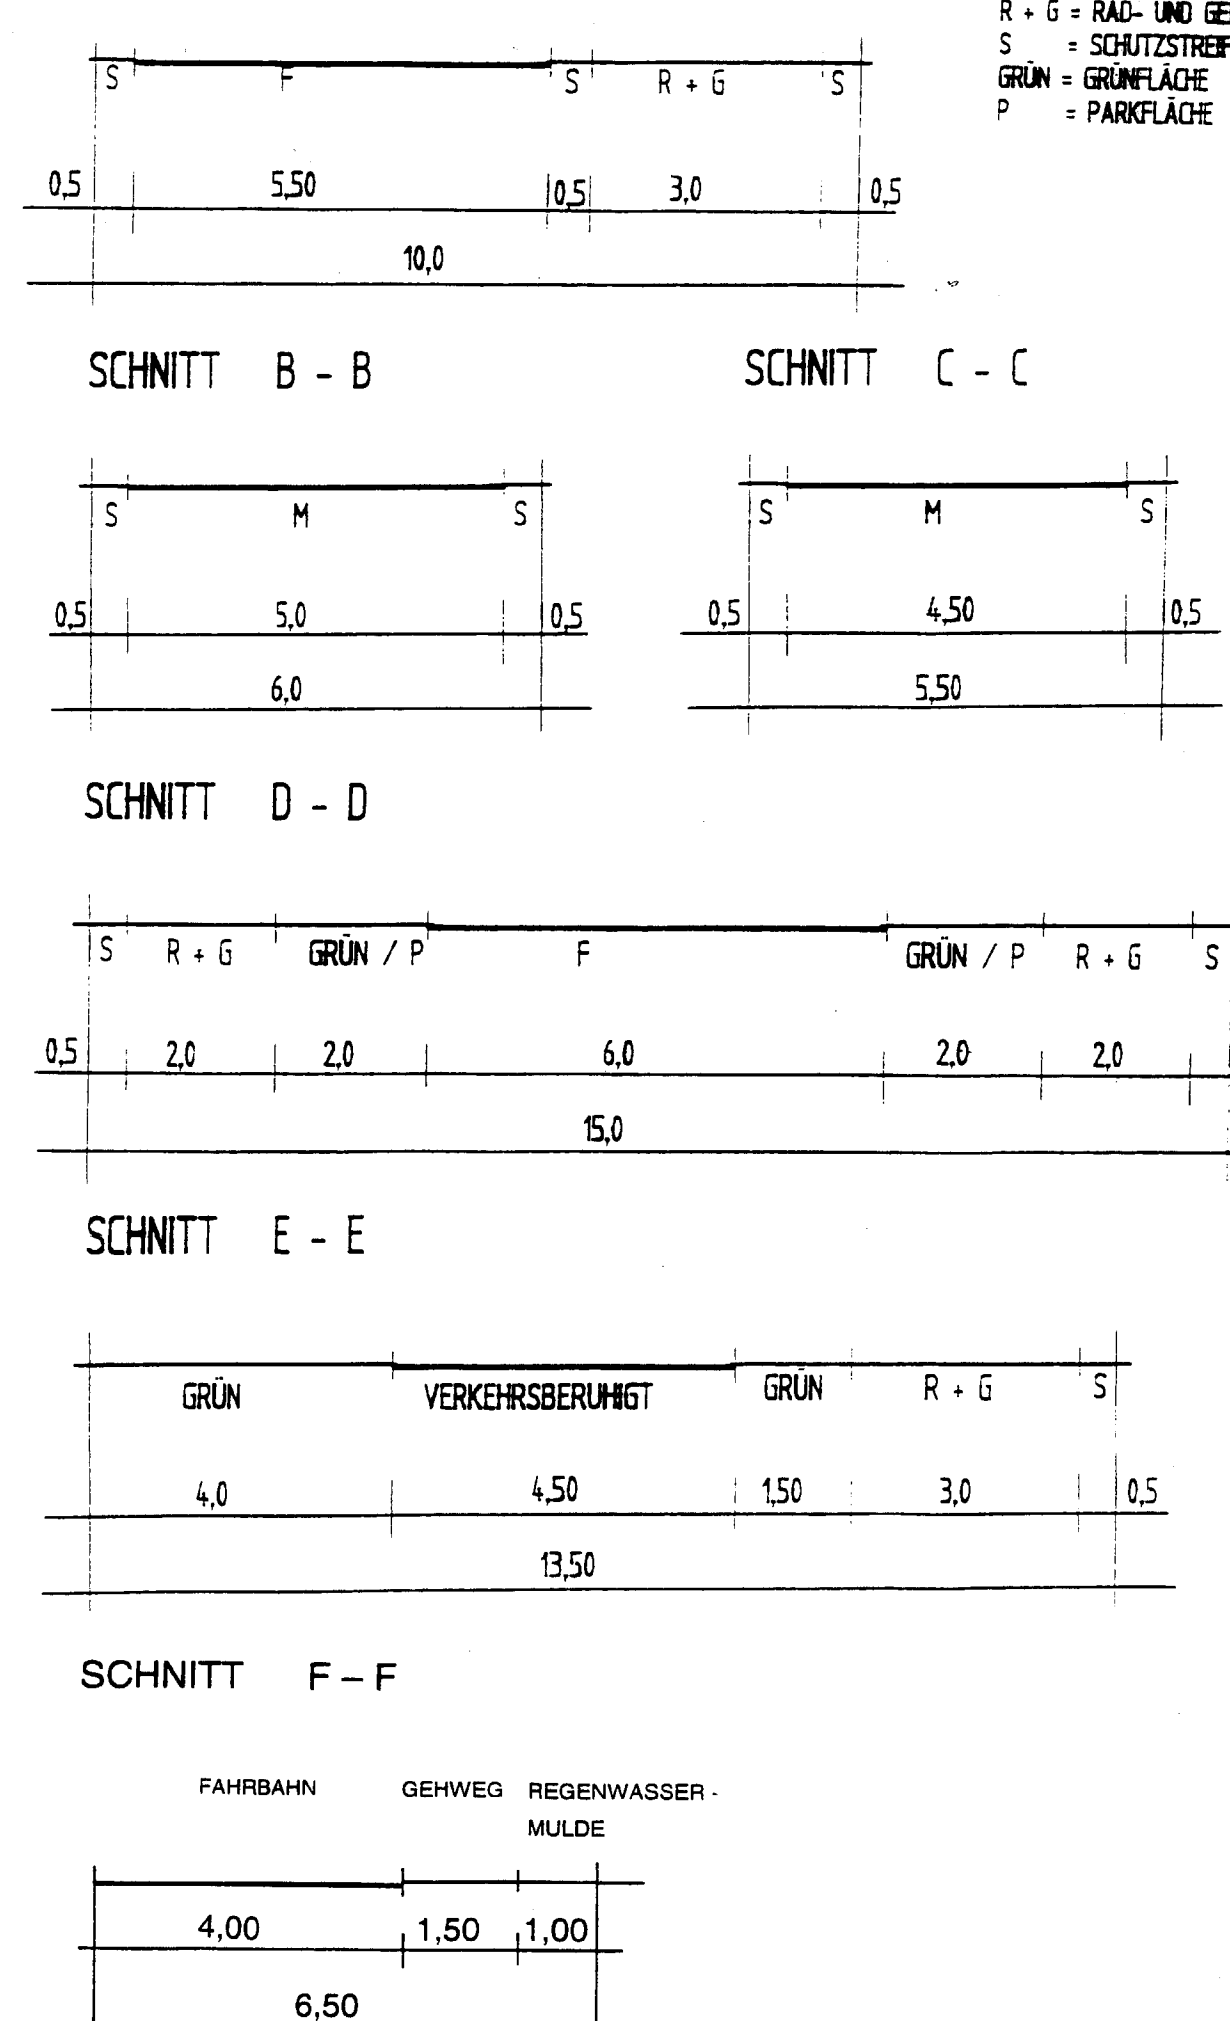 R + G = RAD- UND
S = SCHUTZSTREIF
GRÜN = GRÜNFLÄCHE
P = PARKFLÄCHE
S F S R + G S
0,5 5,50 0,5 3,0 0,5
10,0
SCHNITT B - B
SCHNITT C - C
S M S
S M S
0,5 5,0 0,5
0,5 4,50 0,5
6,0
5,50
SCHNITT D - D
S R + G GRÜN / P F GRÜN / P R + G S
0,5 2,0 2,0 6,0 2,0 2,0
15,0
SCHNITT E - E
GRÜN VERKEHRSBERUHIGT GRÜN R + G S
4,0 4,50 1,50 3,0 0,5
13,50
SCHNITT F – F
FAHRBAHN GEHWEG REGENWASSER -
MULDE
4,00 1,50 1,00
6,50